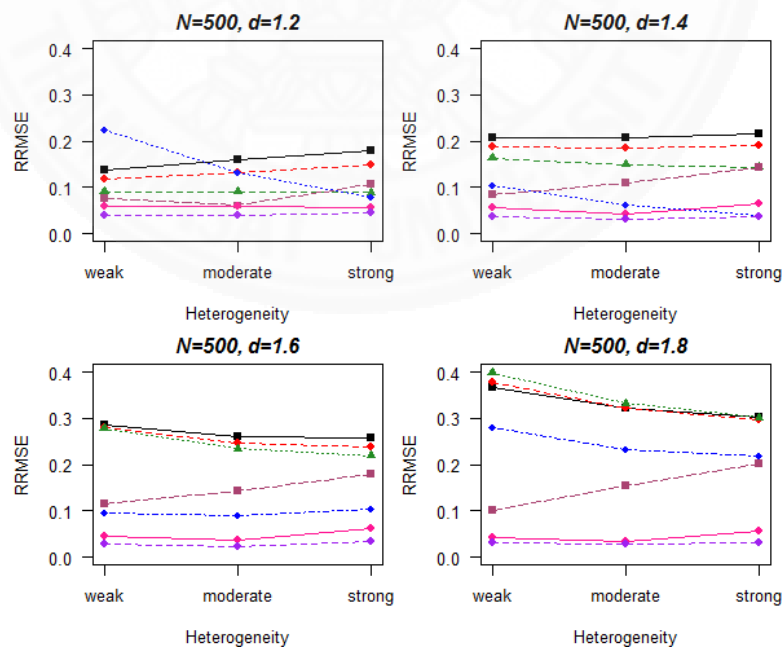 N=500, d=1.2
0.4
0.3
0.2
0.1
0.0
RRMSE
weak moderate strong
Heterogeneity
N=500, d=1.4
0.4
0.3
0.2
0.1
0.0
RRMSE
weak moderate strong
Heterogeneity
N=500, d=1.6
0.4
0.3
0.2
0.1
0.0
RRMSE
weak moderate strong
Heterogeneity
N=500, d=1.8
0.4
0.3
0.2
0.1
0.0
RRMSE
weak moderate strong
Heterogeneity